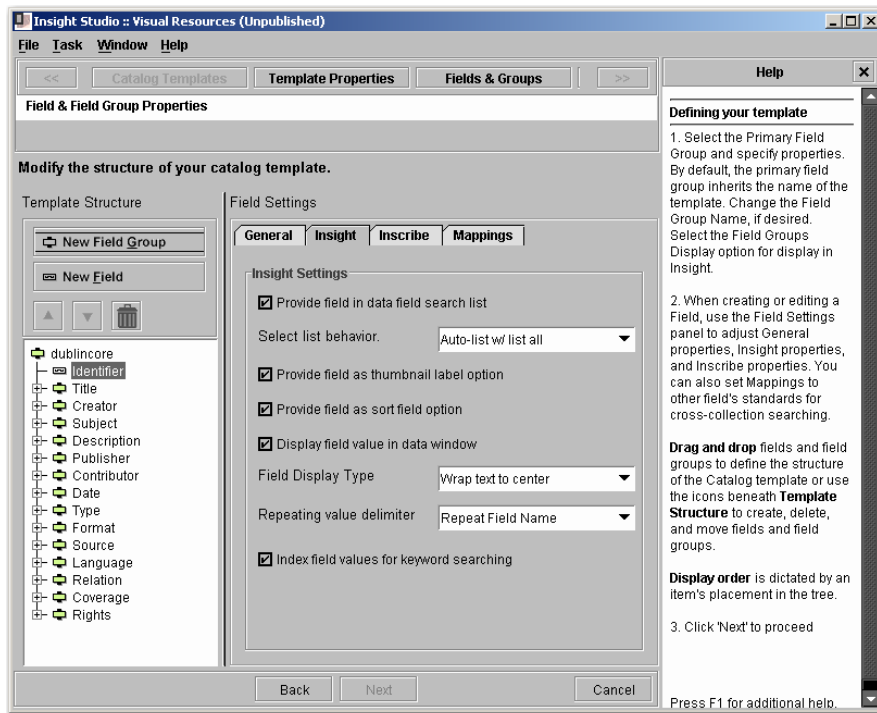 Insight Studio :: Visual Resources (Unpublished)
File Task Window Help
<< Catalog Templates Template Properties Fields & Groups >>
Field & Field Group Properties
Modify the structure of your catalog template.
Template Structure
New Field Group
New Field
dublincore
Identifier
Title
Creator
Subject
Description
Publisher
Contributor
Date
Type
Format
Source
Language
Relation
Coverage
Rights
Field Settings
General Insight Inscribe Mappings
Insight Settings
Provide field in data field search list
Select list behavior. Auto-list w/ list all
Provide field as thumbnail label option
Provide field as sort field option
Display field value in data window
Field Display Type Wrap text to center
Repeating value delimiter Repeat Field Name
Index field values for keyword searching
Back Next Cancel
Help
Defining your template
1. Select the Primary Field
Group and specify properties.
By default, the primary field
group inherits the name of the
template. Change the Field
Group Name, if desired.
Select the Field Groups
Display option for display in
Insight.
2. When creating or editing a
Field, use the Field Settings
panel to adjust General
properties, Insight properties,
and Inscribe properties. You
can also set Mappings to
other field's standards for
cross-collection searching.
Drag and drop fields and field
groups to define the structure
of the Catalog template or use
the icons beneath Template
Structure to create, delete,
and move fields and field
groups.
Display order is dictated by an
item's placement in the tree.
3. Click 'Next' to proceed
Press F1 for additional help.